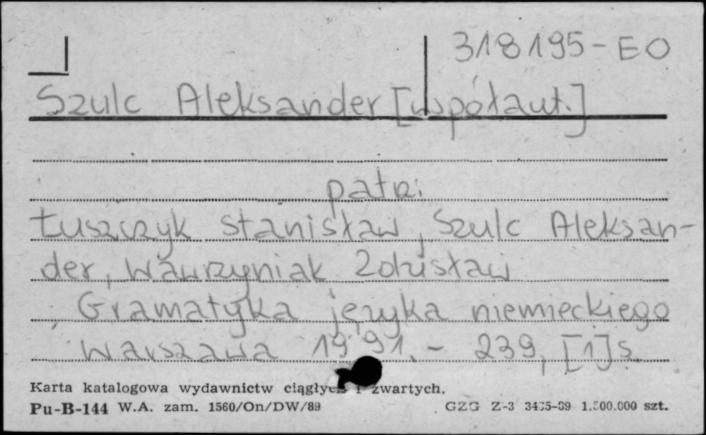 318195-EO
Szulc Aleksander [współaut.]
patrz:
Łuszczyk Stanisław, Szulc Aleksan-
der, Wawrzyniak Zdzisław
Gramatyka języka niemieckiego
Warszawa 1991. - 239, [1] s.
Karta katalogowa wydawnictw ciągłych i zwartych.
Pu-B-144 W.A. zam. 1560/On/DW/89 GZG Z-3 1.500.000 szt.